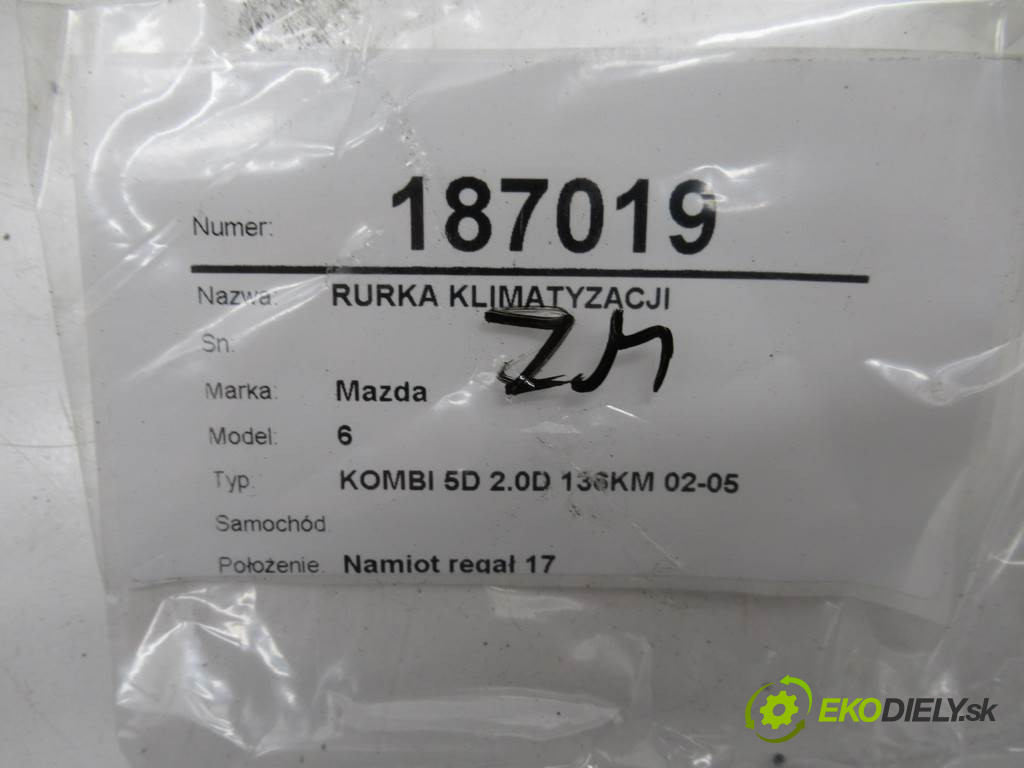 Numer: 187019
Nazwa: RURKA KLIMATYZACJI
Sn:
Marka: Mazda
Model: 6
Typ: KOMBI 5D 2.0D 136KM 02-05
Samochód
Położenie. Namiot regał 17
EKODIELY.sk